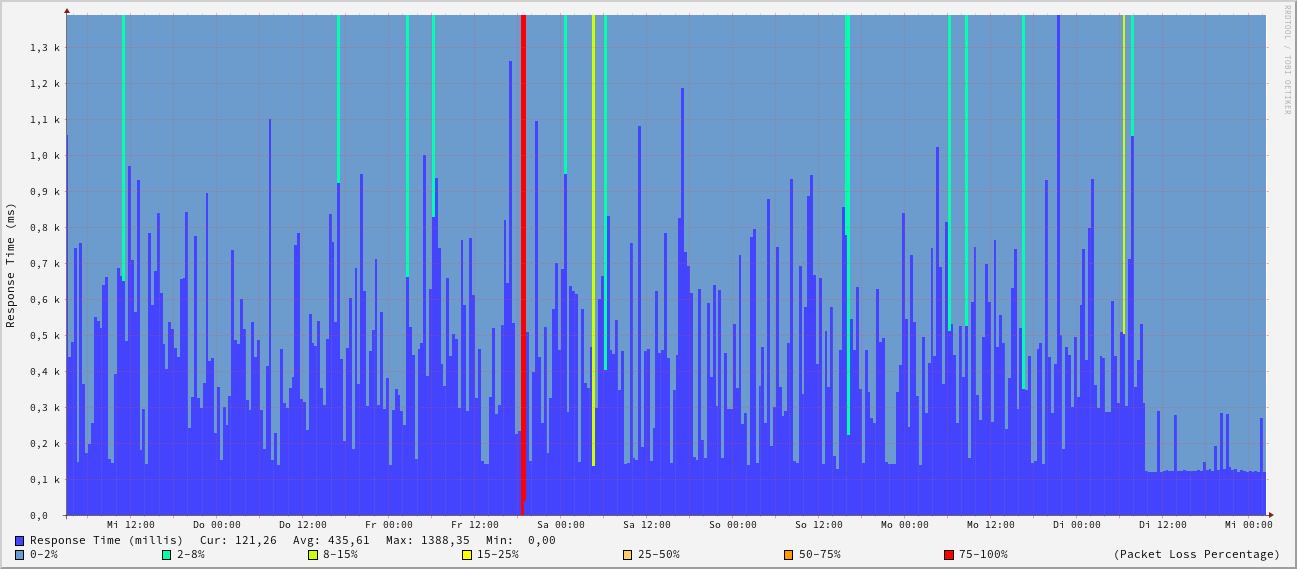 RRDTOOL / TOBI OETIKER
Response Time (ms)
1,3 k
1,2 k
1,1 k
1,0 k
0,9 k
0,8 k
0,7 k
0,6 k
0,5 k
0,4 k
0,3 k
0,2 k
0,1 k
0,0
Mi 12:00 Do 00:00 Do 12:00 Fr 00:00 Fr 12:00 Sa 00:00 Sa 12:00 So 00:00 So 12:00 Mo 00:00 Mo 12:00 Di 00:00 Di 12:00 Mi 00:00
Response Time (millis) Cur: 121,26 Avg: 435,61 Max: 1388,35 Min: 0,00
0-2% 2-8% 8-15% 15-25% 25-50% 50-75% 75-100% (Packet Loss Percentage)